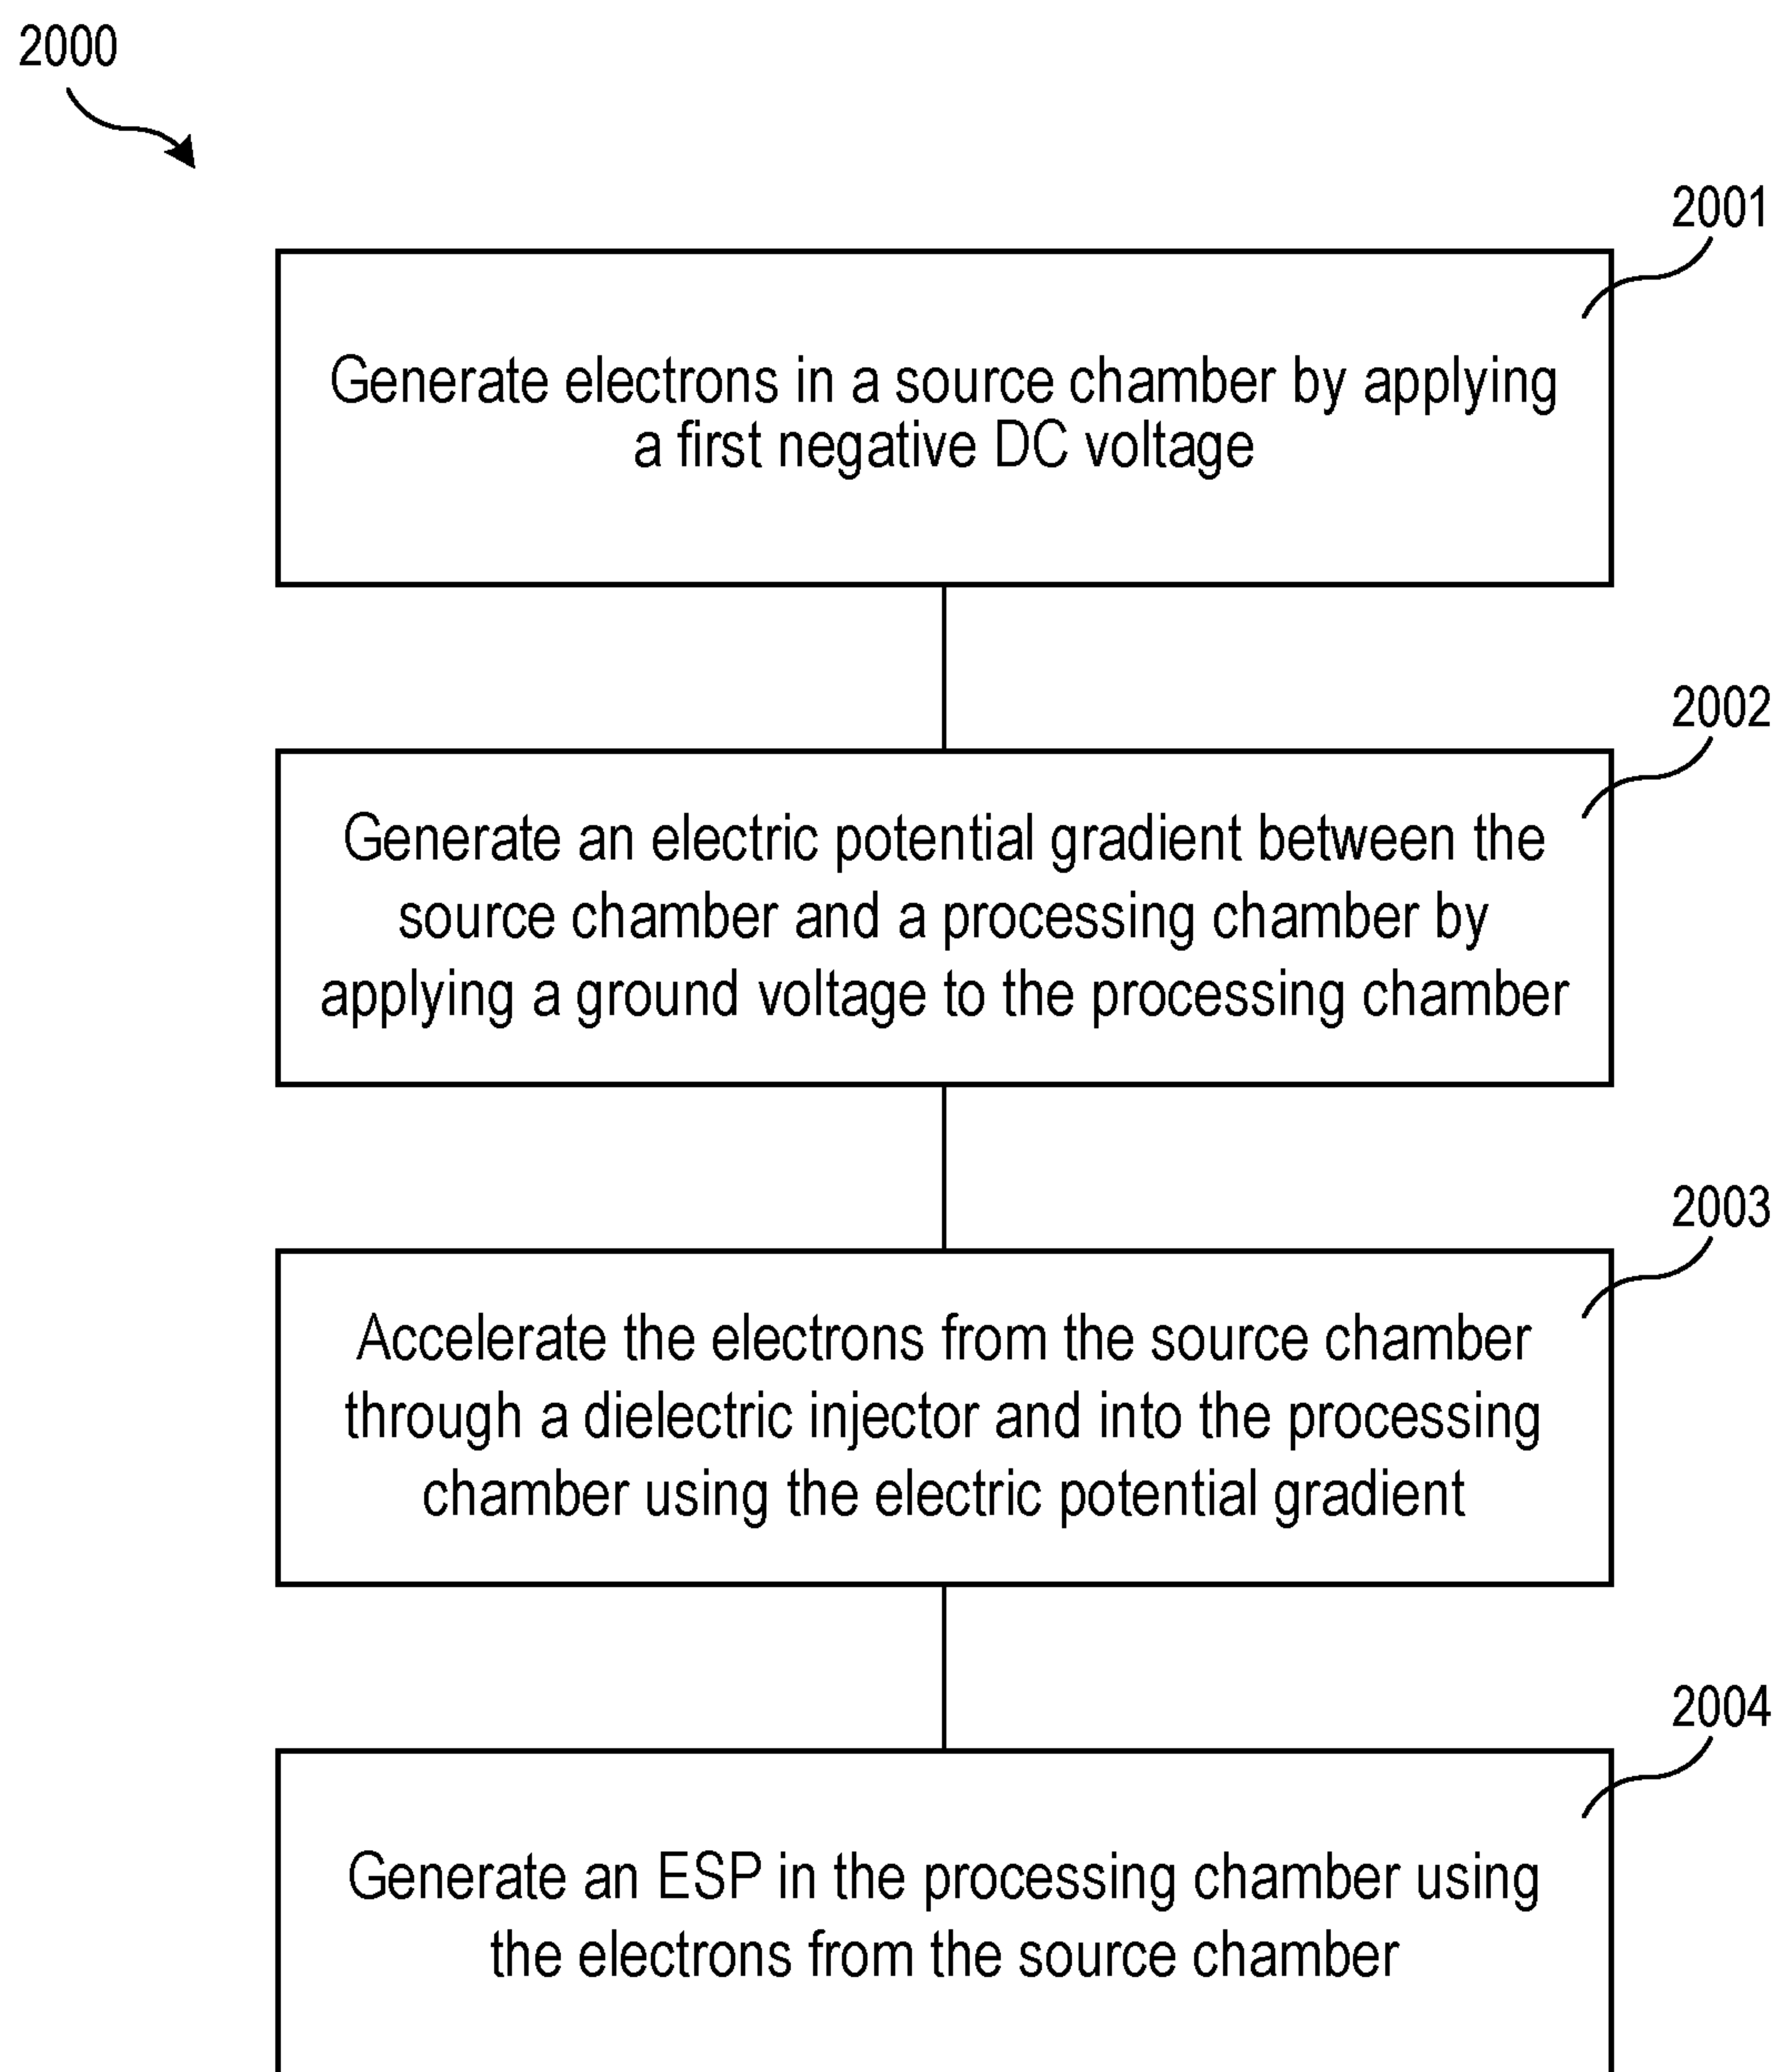 2000
2001
Generate electrons in a source chamber by applying
a first negative DC voltage
2002
Generate an electric potential gradient between the
source chamber and a processing chamber by
applying a ground voltage to the processing chamber
2003
Accelerate the electrons from the source chamber
through a dielectric injector and into the processing
chamber using the electric potential gradient
2004
Generate an ESP in the processing chamber using
the electrons from the source chamber